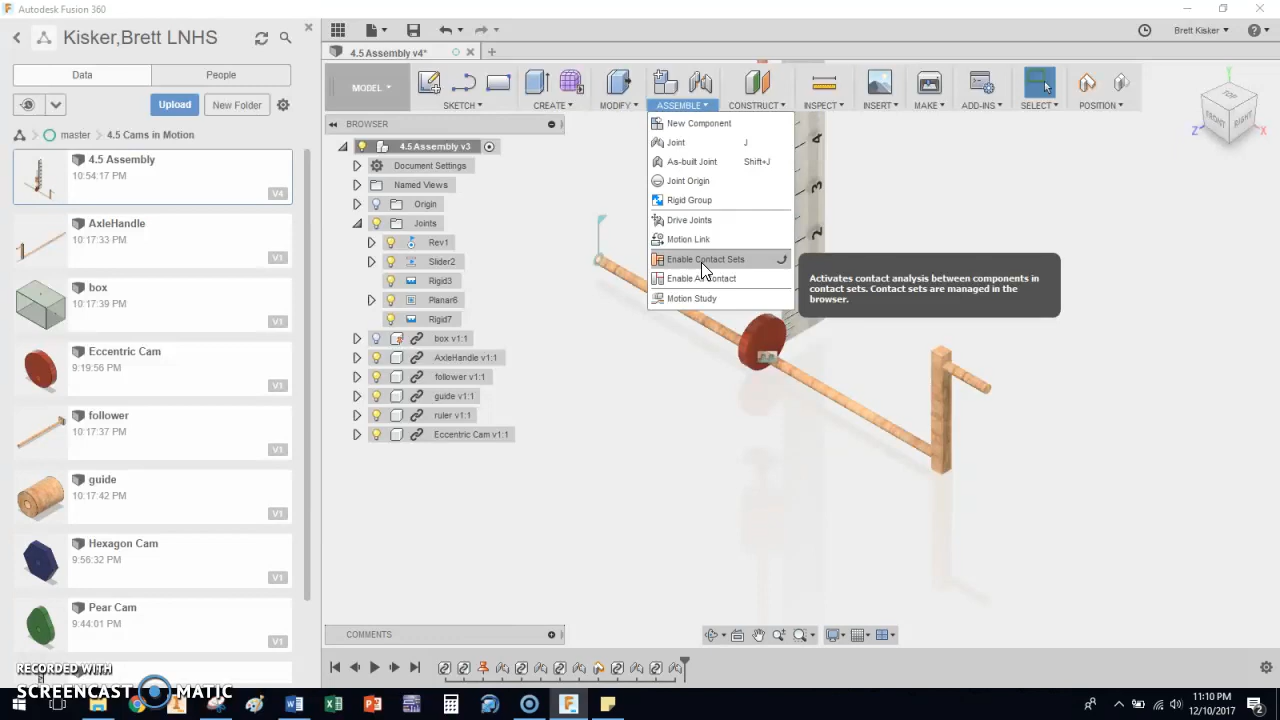 Autodesk Fusion 360
Kisker,Brett LNHS
Data
People
Upload
New Folder
master > 4.5 Cams in Motion
4.5 Assembly
10:54:17 PM
V4
AxleHandle
10:17:33 PM
V1
box
10:17:39 PM
V1
Eccentric Cam
9:19:56 PM
V1
follower
10:17:37 PM
V1
guide
10:17:42 PM
V1
Hexagon Cam
9:56:32 PM
V1
Pear Cam
9:44:01 PM
V1
RECORDED WITH
SCREENCAST MATIC
Brett Kisker
4.5 Assembly v4*
MODEL
SKETCH
CREATE
MODIFY
ASSEMBLE
CONSTRUCT
INSPECT
INSERT
MAKE
ADD-INS
SELECT
POSITION
BROWSER
4.5 Assembly v3
Document Settings
Named Views
Origin
Joints
Rev1
Slider2
Rigid3
Planar6
Rigid7
box v1:1
AxleHandle v1:1
follower v1:1
guide v1:1
ruler v1:1
Eccentric Cam v1:1
New Component
Joint J
As-built Joint Shift+J
Joint Origin
Rigid Group
Drive Joints
Motion Link
Enable Contact Sets
Enable All Contact
Motion Study
Activates contact analysis between components in
contact sets. Contact sets are managed in the
browser.
4
3
2
TOP
FRONT
RIGHT
Z
X
Y
COMMENTS
11:10 PM
12/10/2017
2